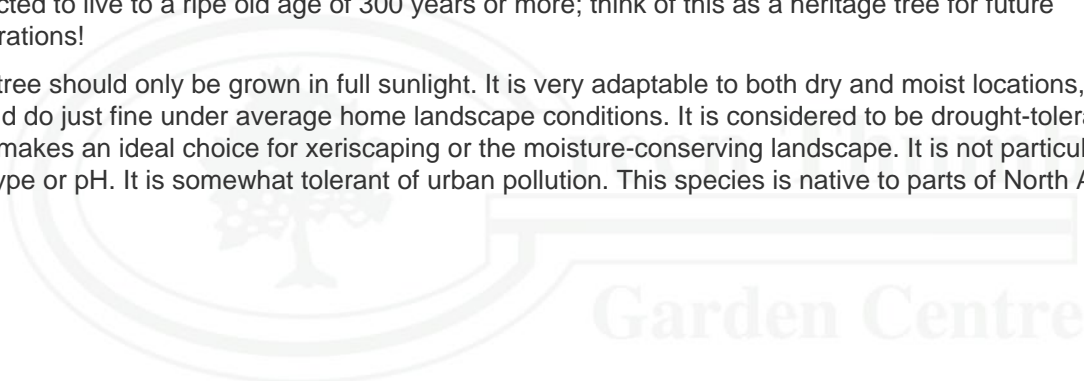 cted to live to a ripe old age of 300 years or more; think of this as a heritage tree for future
rations!
tree should only be grown in full sunlight. It is very adaptable to both dry and moist locations,
d do just fine under average home landscape conditions. It is considered to be drought-tolera
makes an ideal choice for xeriscaping or the moisture-conserving landscape. It is not particul
ype or pH. It is somewhat tolerant of urban pollution. This species is native to parts of North A
Garden Centre